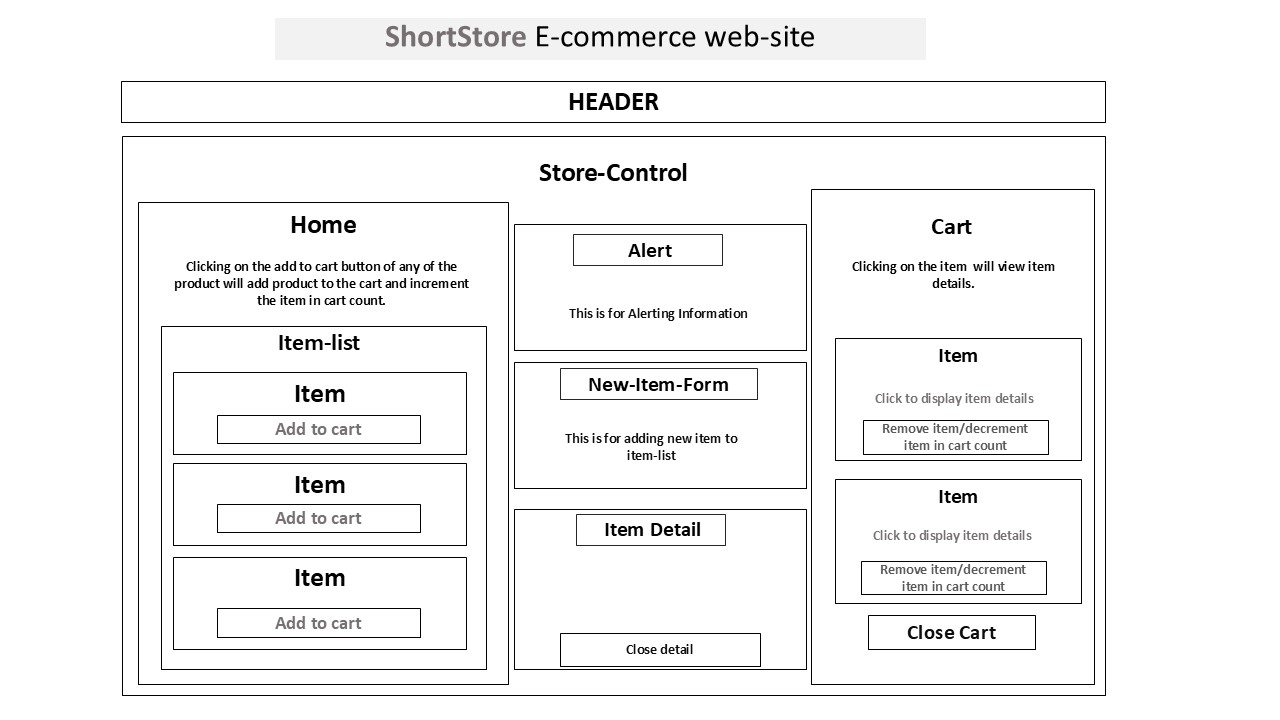 ShortStore E-commerce web-site
HEADER
Store-Control
Home
Clicking on the add to cart button of any of the
product will add product to the cart and increment
the item in cart count.
Item-list
Item
Add to cart
Item
Add to cart
Item
Add to cart
Alert
This is for Alerting Information
New-Item-Form
This is for adding new item to
item-list
Item Detail
Close detail
Cart
Clicking on the item will view item
details.
Item
Click to display item details
Remove item/decrement
item in cart count
Item
Click to display item details
Remove item/decrement
item in cart count
Close Cart